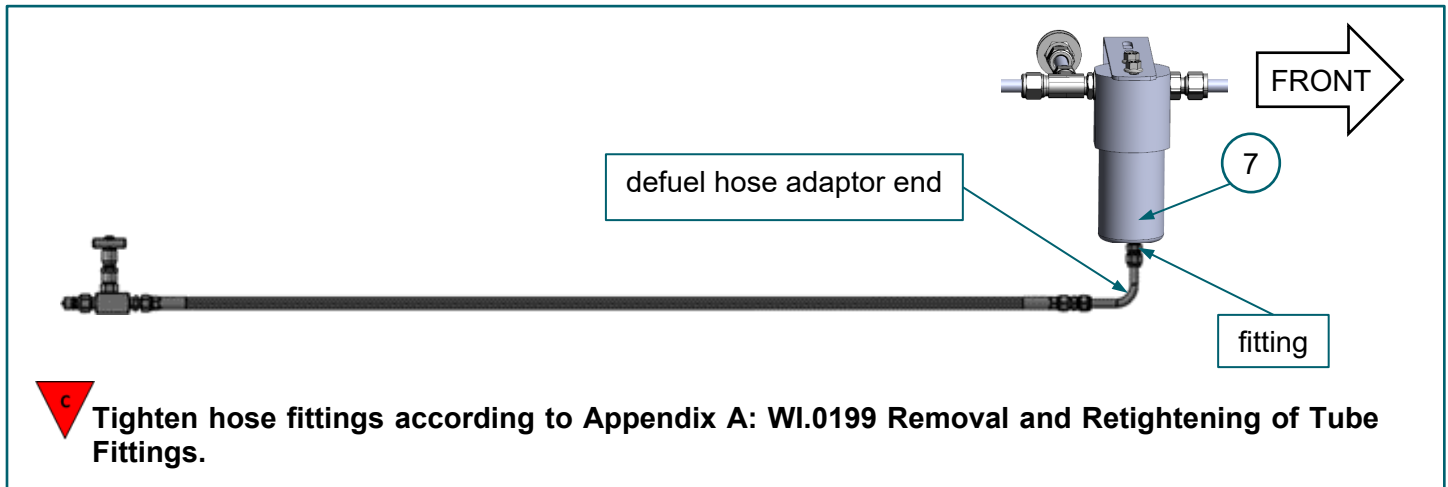 FRONT
7
defuel hose adaptor end
fitting
C
Tighten hose fittings according to Appendix A: WI.0199 Removal and Retightening of Tube
Fittings.